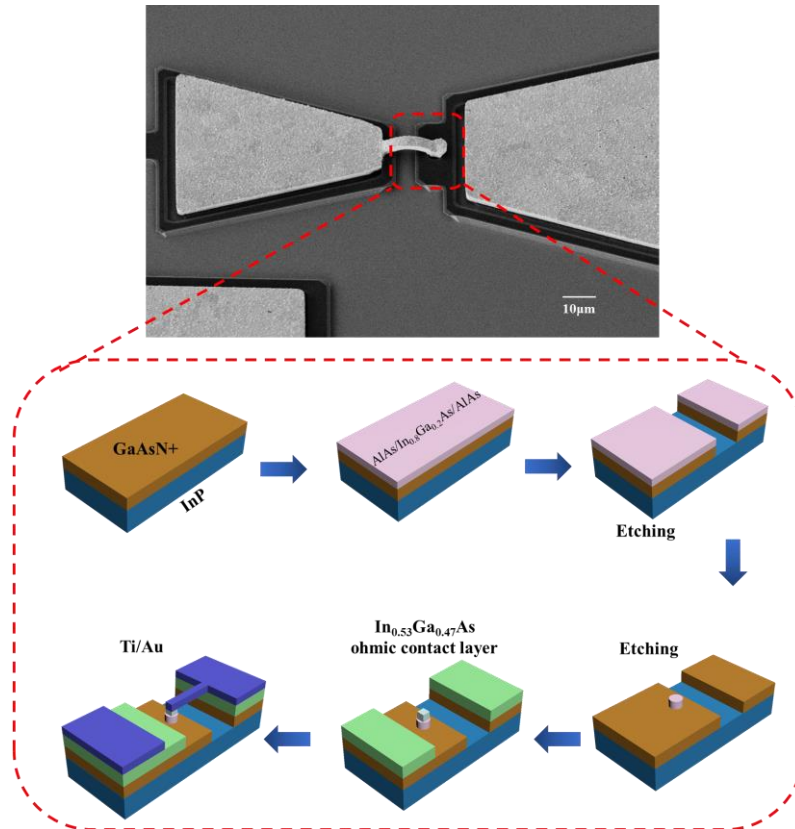 10μm
GaAsN+
InP
AlAs/In₀.₈Ga₀.₂As/AlAs
Etching
Ti/Au
In₀.₅₃Ga₀.₄₇As
ohmic contact layer
Etching